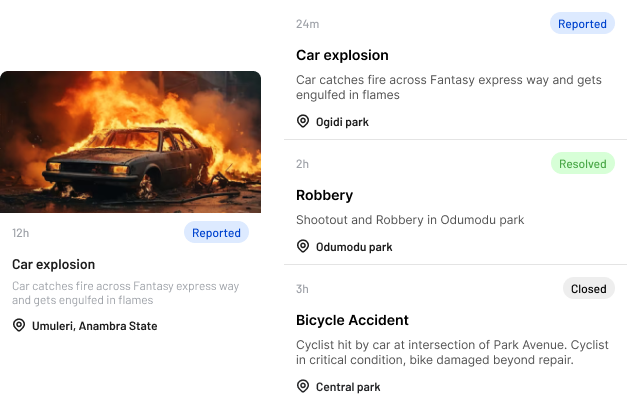 12h
Reported
Car explosion
Car catches fire across Fantasy express way
and gets engulfed in flames
Umuleri, Anambra State
24m
Reported
Car explosion
Car catches fire across Fantasy express way and gets
engulfed in flames
Ogidi park
2h
Resolved
Robbery
Shootout and Robbery in Odumodu park
Odumodu park
3h
Closed
Bicycle Accident
Cyclist hit by car at intersection of Park Avenue. Cyclist
in critical condition, bike damaged beyond repair.
Central park